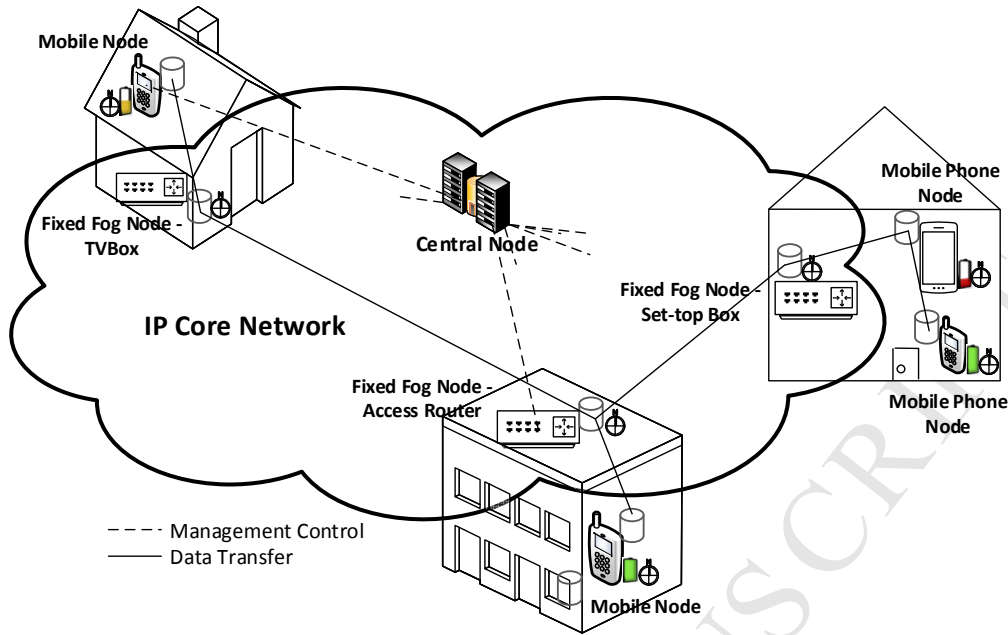 Mobile Node
N
Mobile Phone
Node
Fixed Fog Node -
TVBox
N
Central Node
N
N
Fixed Fog Node -
Set-top Box
IP Core Network
N
Fixed Fog Node -
Access Router
N
Mobile Phone
Node
Management Control
Data Transfer
N
Mobile Node